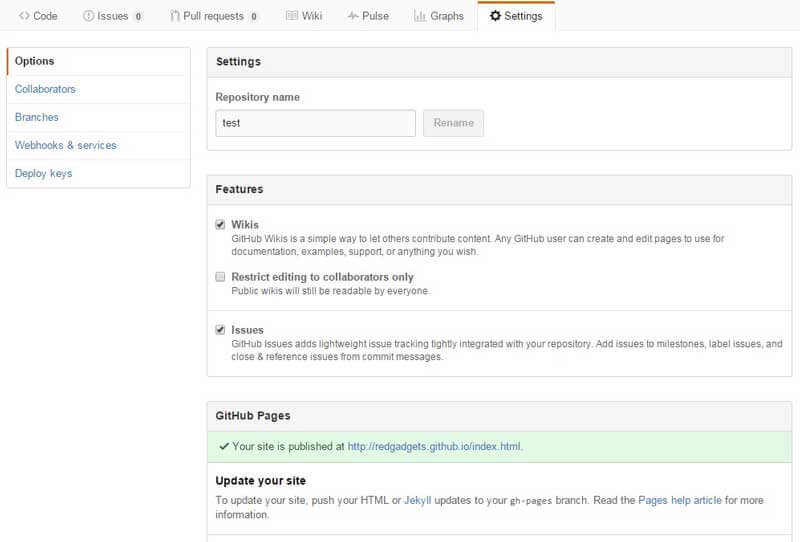 Code Issues 0 Pull requests 0 Wiki Pulse Graphs Settings
Options
Collaborators
Branches
Webhooks & services
Deploy keys
Settings
Repository name
test Rename
Features
Wikis
GitHub Wikis is a simple way to let others contribute content. Any GitHub user can create and edit pages to use for
documentation, examples, support, or anything you wish.
Restrict editing to collaborators only
Public wikis will still be readable by everyone.
Issues
GitHub Issues adds lightweight issue tracking tightly integrated with your repository. Add issues to milestones, label issues, and
close & reference issues from commit messages.
GitHub Pages
Your site is published at http://redgadgets.github.io/index.html.
Update your site
To update your site, push your HTML or Jekyll updates to your gh-pages branch. Read the Pages help article for more
information.